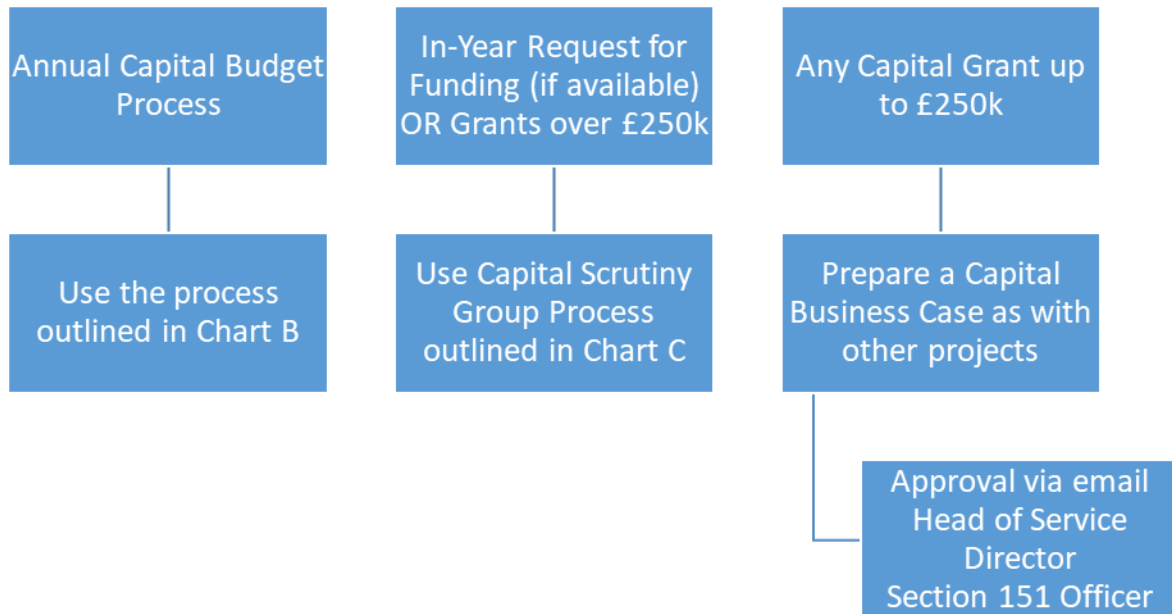 Annual Capital Budget
Process
In-Year Request for
Funding (if available)
OR Grants over £250k
Any Capital Grant up
to £250k
Use the process
outlined in Chart B
Use Capital Scrutiny
Group Process
outlined in Chart C
Prepare a Capital
Business Case as with
other projects
Approval via email
Head of Service
Director
Section 151 Officer